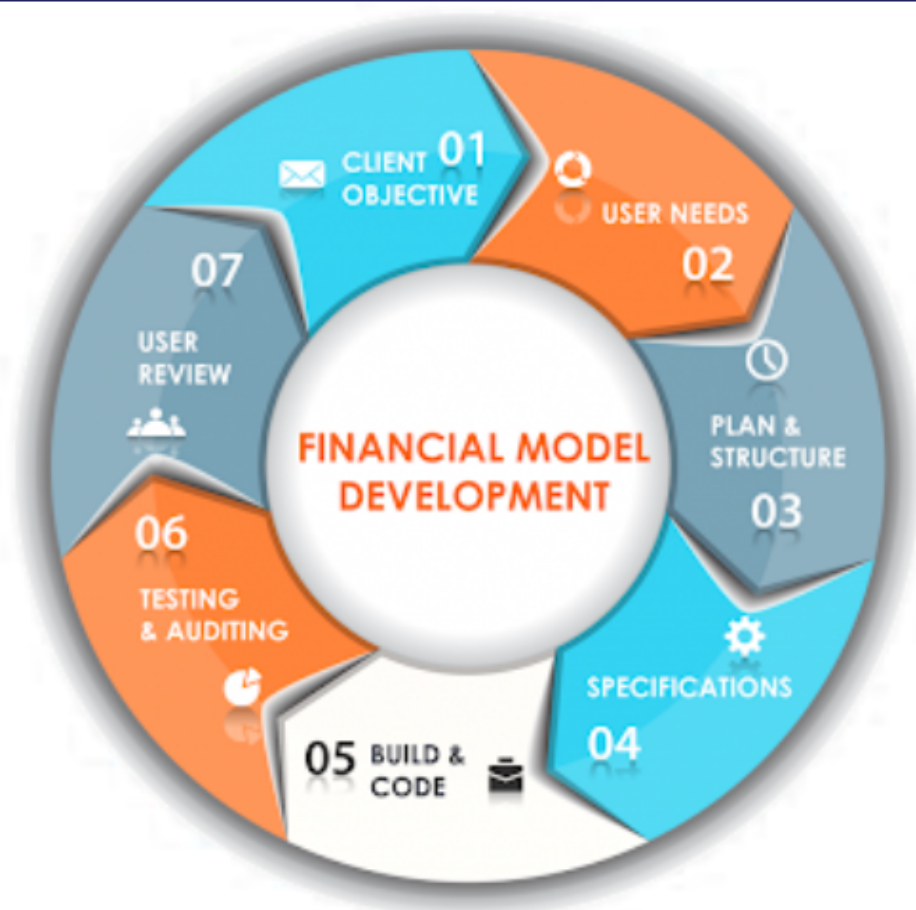 FINANCIAL MODEL
DEVELOPMENT
01
CLIENT
OBJECTIVE
USER NEEDS
02
PLAN &
STRUCTURE
03
SPECIFICATIONS
04
05
BUILD &
CODE
06
TESTING
& AUDITING
07
USER
REVIEW